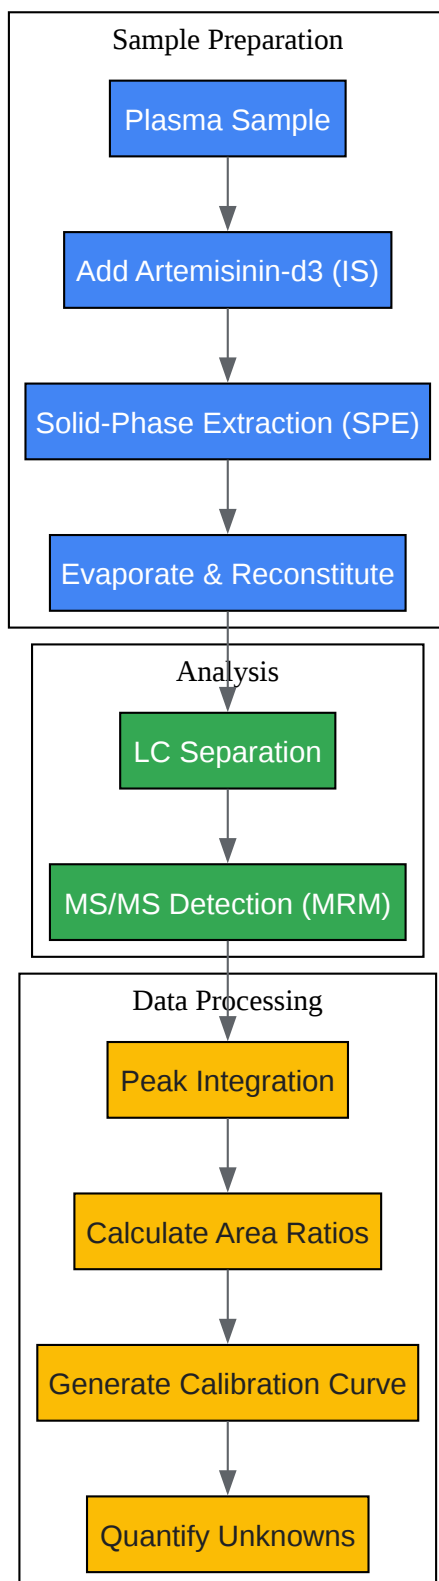 Sample Preparation
Plasma Sample
Add Artemisinin-d3 (IS)
Solid-Phase Extraction (SPE)
Evaporate & Reconstitute
Analysis
LC Separation
MS/MS Detection (MRM)
Data Processing
Peak Integration
Calculate Area Ratios
Generate Calibration Curve
Quantify Unknowns